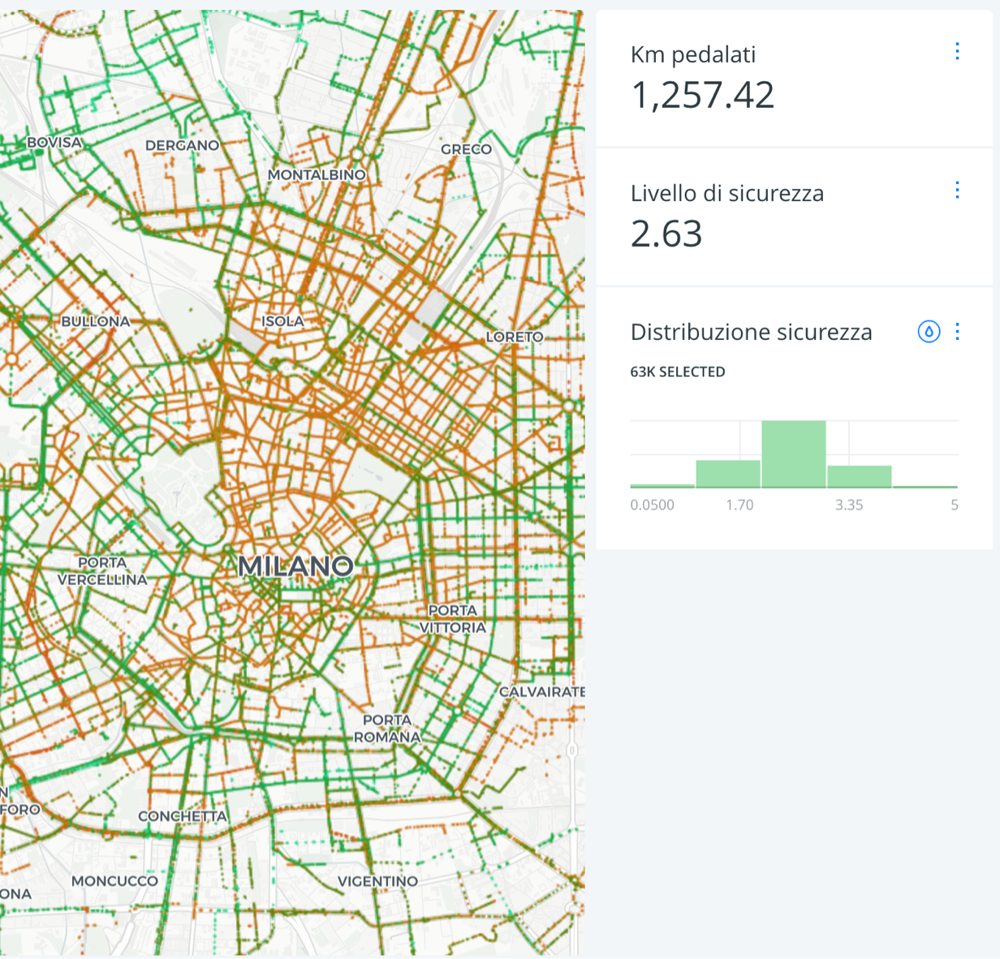 BOVISA
DERGANO
GRECO
MONTALBINO
BULLONA
ISOLA
LORETO
MILANO
PORTA
VERCELLINA
PORTA
VITTORIA
CALVAIRATE
PORTA
ROMANA
N
FORO
CONCHETTA
MONCUCCO
VIGENTINO
ONA
Km pedalati
1,257.42
Livello di sicurezza
2.63
Distribuzione sicurezza
63K SELECTED
0.0500 1.70 3.35 5